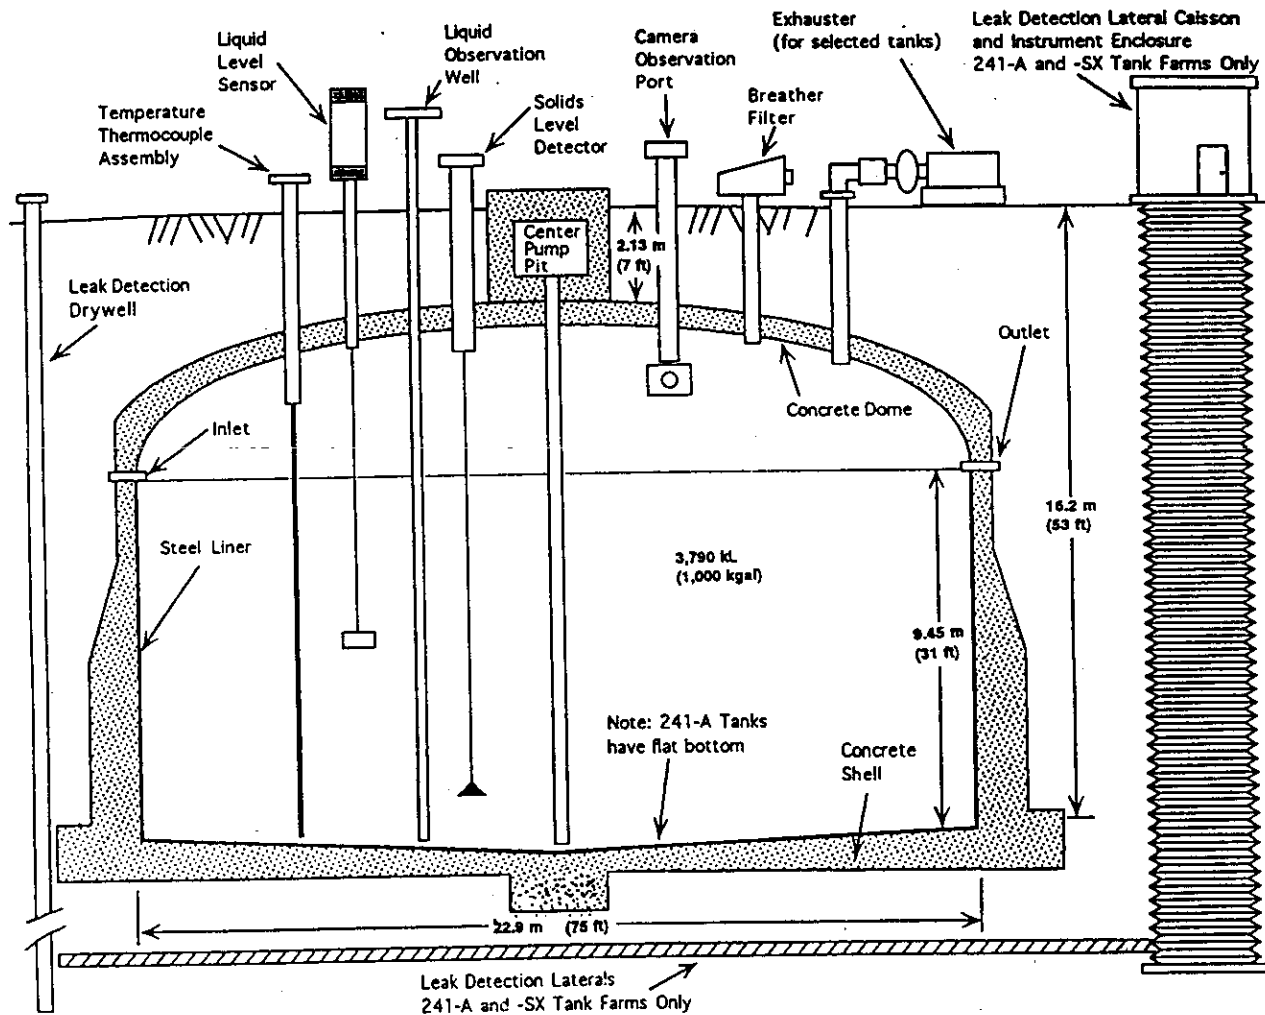 Liquid
Level
Sensor
Liquid
Observation
Well
Camera
Observation
Port
Exhauster
(for selected tanks)
Leak Detection Lateral Caisson
and Instrument Enclosure
241-A and -SX Tank Farms Only
Temperature
Thermocouple
Assembly
Solids
Level
Detector
Breather
Filter
Center
Pump
Pit
2.13 m
(7 ft)
Leak Detection
Drywell
Outlet
Concrete Dome
Inlet
16.2 m
(53 ft)
Steel Liner
3,790 kL
(1,000 kgal)
9.45 m
(31 ft)
Note: 241-A Tanks
have flat bottom
Concrete
Shell
22.9 m (75 ft)
Leak Detection Laterals
241-A and -SX Tank Farms Only